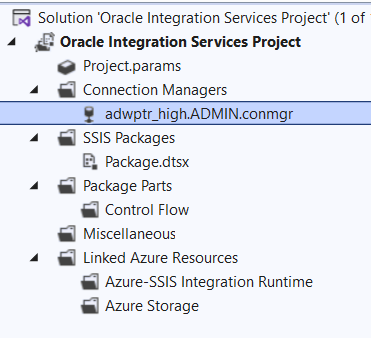 Solution 'Oracle Integration Services Project' (1 of
Oracle Integration Services Project
Project.params
Connection Managers
adwptr_high.ADMIN.conmgr
SSIS Packages
Package.dtsx
Package Parts
Control Flow
Miscellaneous
Linked Azure Resources
Azure-SSIS Integration Runtime
Azure Storage